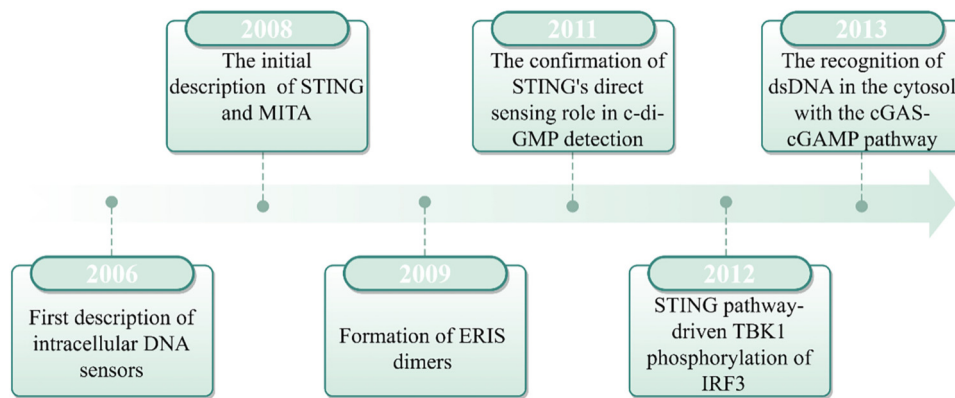 2006
First description of
intracellular DNA
sensors
2008
The initial
description of STING
and MITA
2009
Formation of ERIS
dimers
2011
The confirmation of
STING's direct
sensing role in c-di-
GMP detection
2012
STING pathway-
driven TBK1
phosphorylation of
IRF3
2013
The recognition of
dsDNA in the cytosol
with the cGAS-
cGAMP pathway